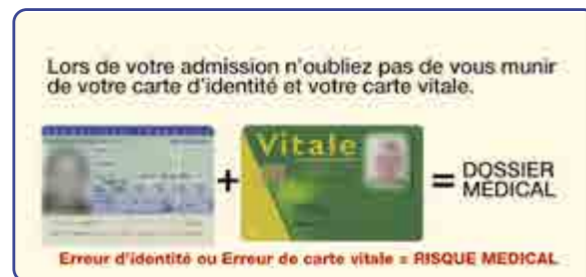 Lors de votre admission n'oubliez pas de vous munir
de votre carte d'identité et votre carte vitale.
Vitale
+
= DOSSIER
MÉDICAL
Erreur d'identité ou Erreur de carte vitale = RISQUE MEDICAL